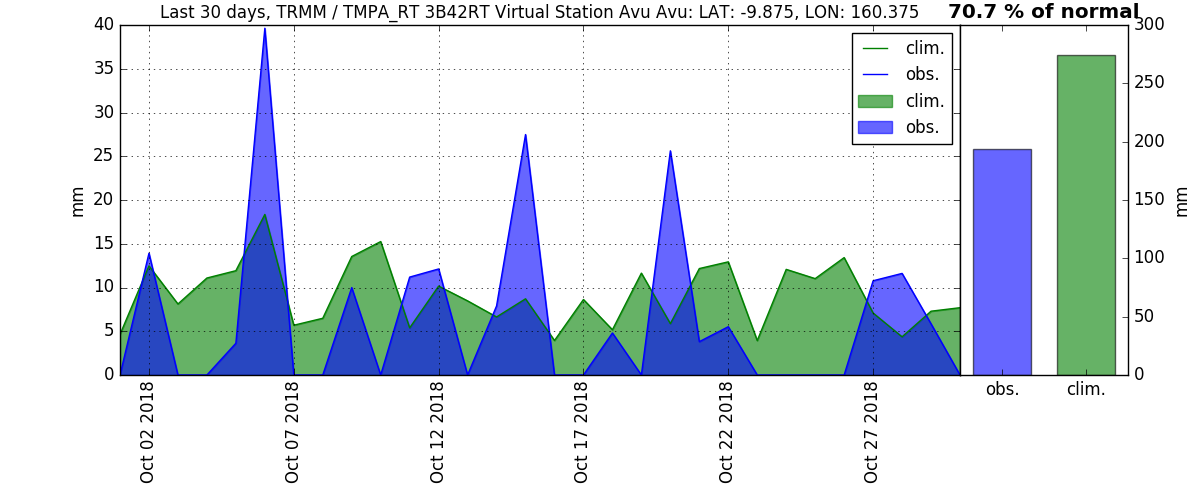 Last 30 days, TRMM / TMPA_RT 3B42RT Virtual Station Avu Avu: LAT: -9.875, LON: 160.375
70.7 % of normal
40
35
30
25
20
15
10
5
0
mm
clim.
obs.
clim.
obs.
300
250
200
150
100
50
0
mm
Oct 02 2018
Oct 07 2018
Oct 12 2018
Oct 17 2018
Oct 22 2018
Oct 27 2018
obs.
clim.